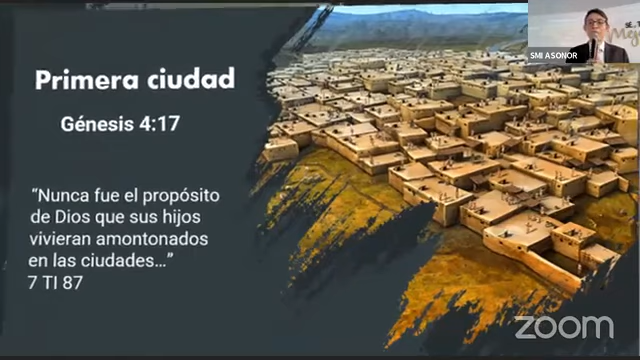 Primera ciudad
Génesis 4:17
“Nunca fue el propósito
de Dios que sus hijos
vivieran amontonados
en las ciudades...”
7 TI 87
SMI ASONOR
zoom